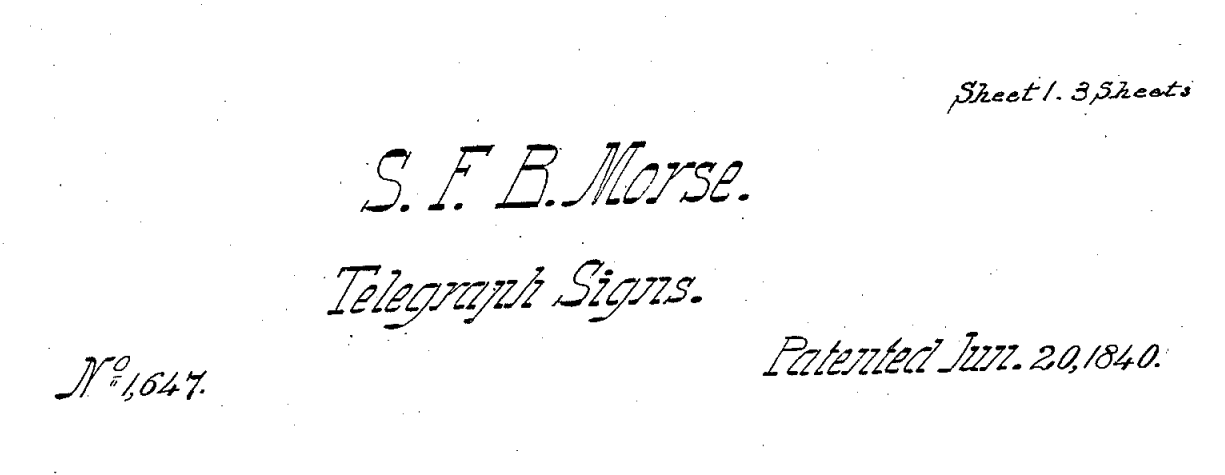 Sheet 1. 3 Sheets
S. F. B. Morse.
Telegraph Signs.
Nº 1,647.
Patented Jun. 20, 1840.